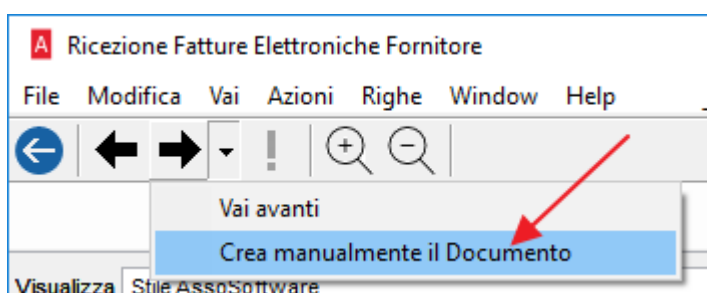 A Ricezione Fatture Elettroniche Fornitore
File Modifica Vai Azioni Righe Window Help
Vai avanti
Crea manualmente il Documento
Visualizza Stile AssoSoftware